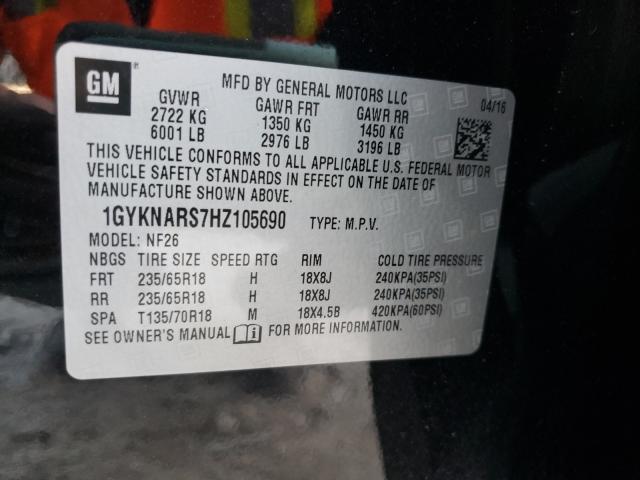 GM
MFD BY GENERAL MOTORS LLC
04/16
GVWR GAWR FRT GAWR RR
2722 KG 1350 KG 1450 KG
6001 LB 2976 LB 3196 LB
THIS VEHICLE CONFORMS TO ALL APPLICABLE U.S. FEDERAL MOTOR
VEHICLE SAFETY STANDARDS IN EFFECT ON THE DATE OF
MANUFACTURE SHOWN ABOVE.
1GYKNARS7HZ105690 TYPE: M.P.V.
MODEL: NF26
NBGS TIRE SIZE SPEED RTG RIM COLD TIRE PRESSURE
FRT 235/65R18 H 18X8J 240KPA(35PSI)
RR 235/65R18 H 18X8J 240KPA(35PSI)
SPA T135/70R18 M 18X4.5B 420KPA(60PSI)
SEE OWNER'S MANUAL FOR MORE INFORMATION.